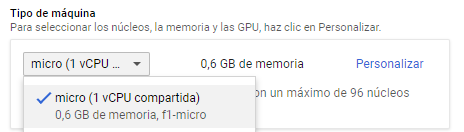 Tipo de máquina
Para seleccionar los núcleos, la memoria y las GPU, haz clic en Personalizar.
micro (1 vCPU ... 0,6 GB de memoria Personalizar
micro (1 vCPU compartida)
0,6 GB de memoria, f1-micro
on un máximo de 96 núcleos